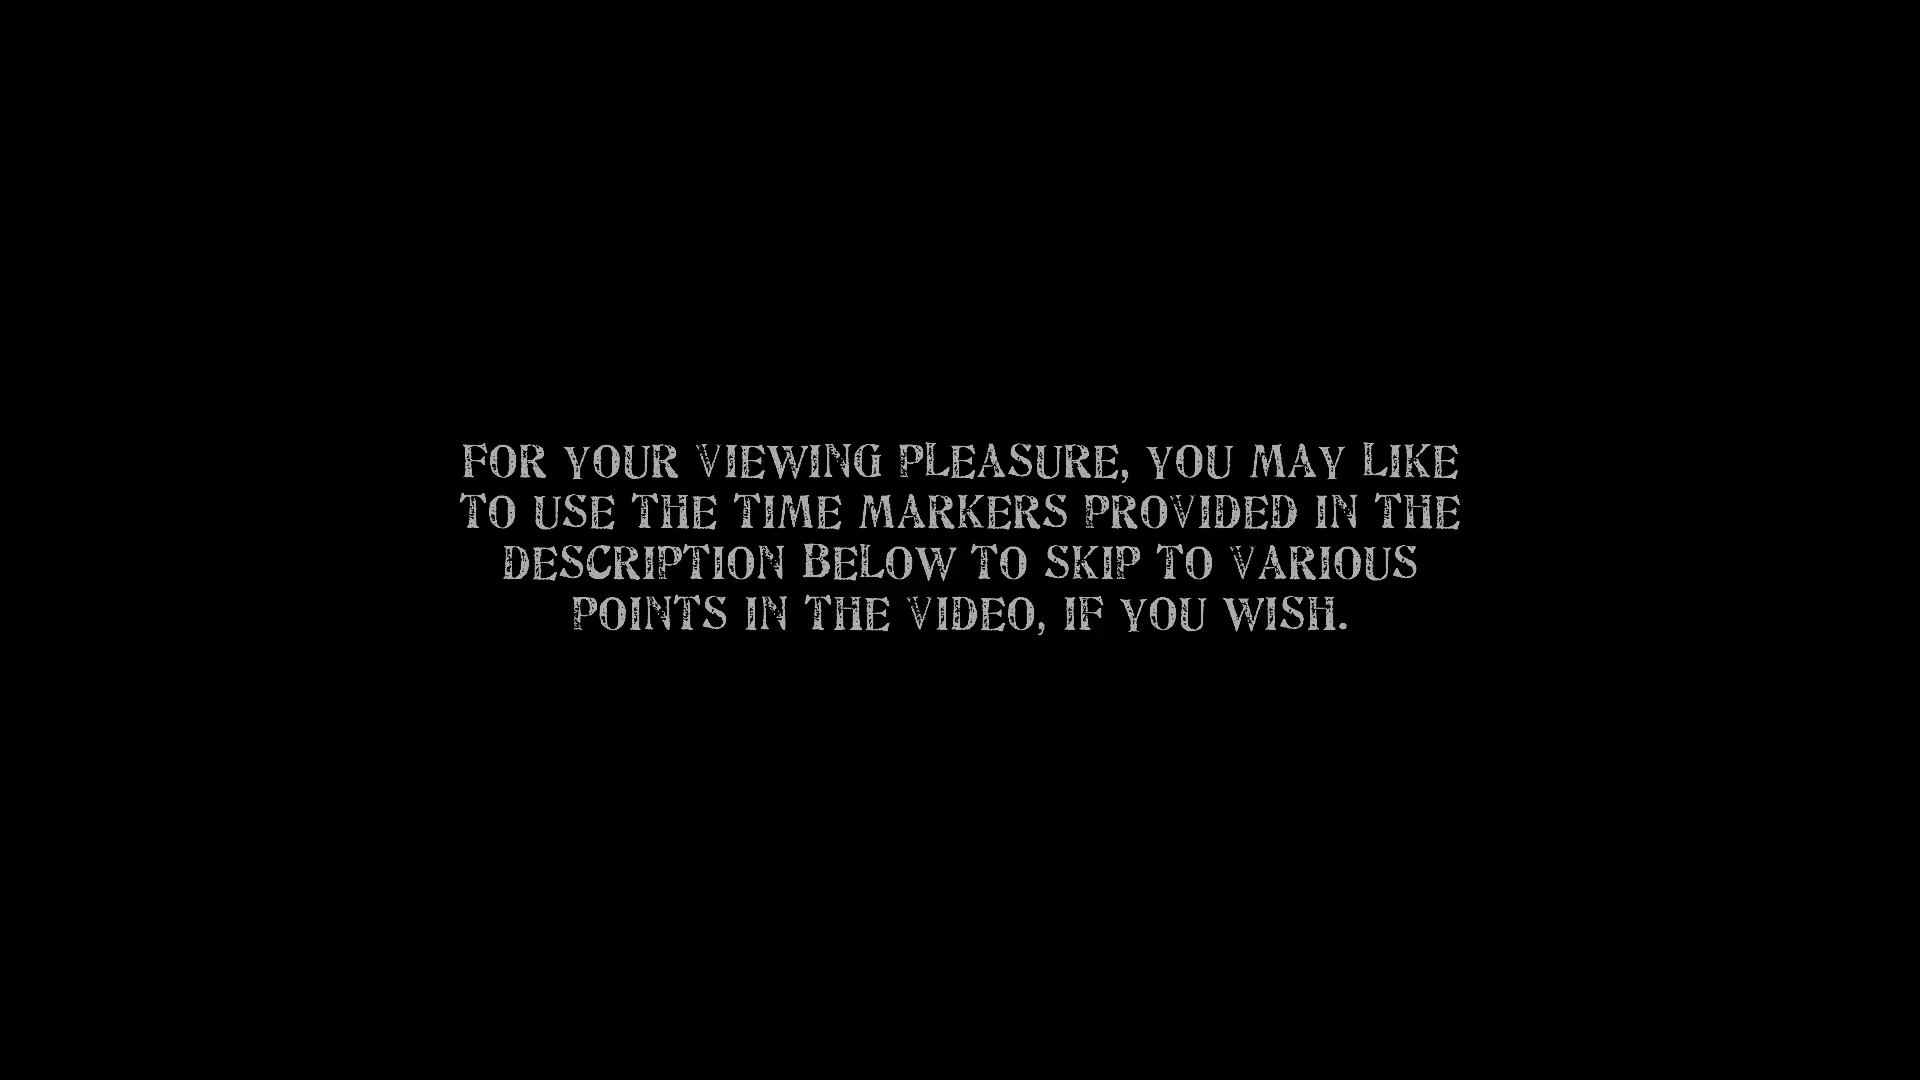 FOR YOUR VIEWING PLEASURE, YOU MAY LIKE
TO USE THE TIME MARKERS PROVIDED IN THE
DESCRIPTION BELOW TO SKIP TO VARIOUS
POINTS IN THE VIDEO, IF YOU WISH.